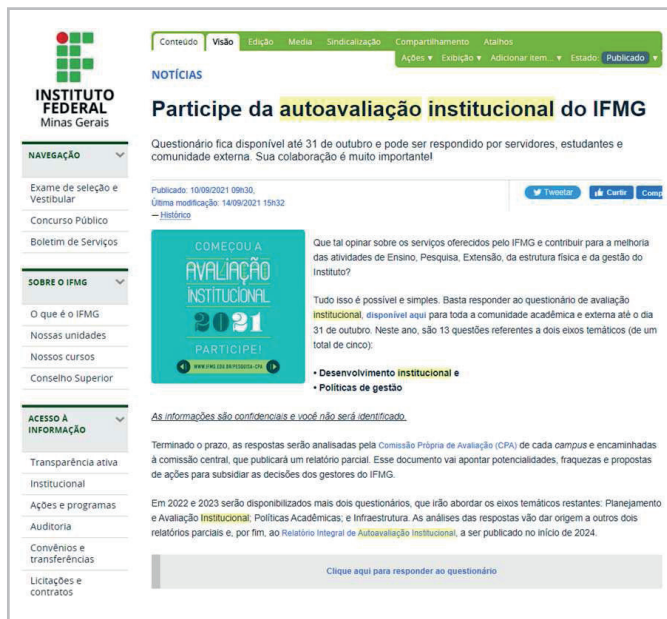 INSTITUTO
FEDERAL
Minas Gerais
NAVEGAÇÃO
Exame de seleção e
Vestibular
Concurso Público
Boletim de Serviços
SOBRE O IFMG
O que é o IFMG
Nossas unidades
Nossos cursos
Conselho Superior
ACESSO À
INFORMAÇÃO
Transparência ativa
Institucional
Ações e programas
Auditoria
Convênios e
transferências
Licitações e
contratos
Conteúdo Visão Edição Media Sindicalização Compartilhamento Atalhos
Ações ▼ Exibição ▼ Adicionar item... ▼ Estado: Publicado ▼
NOTÍCIAS
Participe da autoavaliação institucional do IFMG
Questionário fica disponível até 31 de outubro e pode ser respondido por servidores, estudantes e
comunidade externa. Sua colaboração é muito importante!
Publicado: 10/09/2021 09h30,
Última modificação: 14/09/2021 15h32
— Histórico
Tweetar Curtir Comp
COMEÇOU A
AVALIAÇÃO
INSTITUCIONAL
2021
PARTICIPE!
WWW.IFMG.EDU.BR/PESQUISA-CPA
Que tal opinar sobre os serviços oferecidos pelo IFMG e contribuir para a melhoria
das atividades de Ensino, Pesquisa, Extensão, da estrutura física e da gestão do
Instituto?
Tudo isso é possível e simples. Basta responder ao questionário de avaliação
institucional, disponível aqui para toda a comunidade acadêmica e externa até o dia
31 de outubro. Neste ano, são 13 questões referentes a dois eixos temáticos (de um
total de cinco):
• Desenvolvimento institucional e
• Políticas de gestão
As informações são confidenciais e você não será identificado.
Terminado o prazo, as respostas serão analisadas pela Comissão Própria de Avaliação (CPA) de cada campus e encaminhadas
à comissão central, que publicará um relatório parcial. Esse documento vai apontar potencialidades, fraquezas e propostas
de ações para subsidiar as decisões dos gestores do IFMG.
Em 2022 e 2023 serão disponibilizados mais dois questionários, que irão abordar os eixos temáticos restantes: Planejamento
e Avaliação Institucional; Políticas Acadêmicas; e Infraestrutura. As análises das respostas vão dar origem a outros dois
relatórios parciais e, por fim, ao Relatório Integral de Autoavaliação Institucional, a ser publicado no início de 2024.
Clique aqui para responder ao questionário